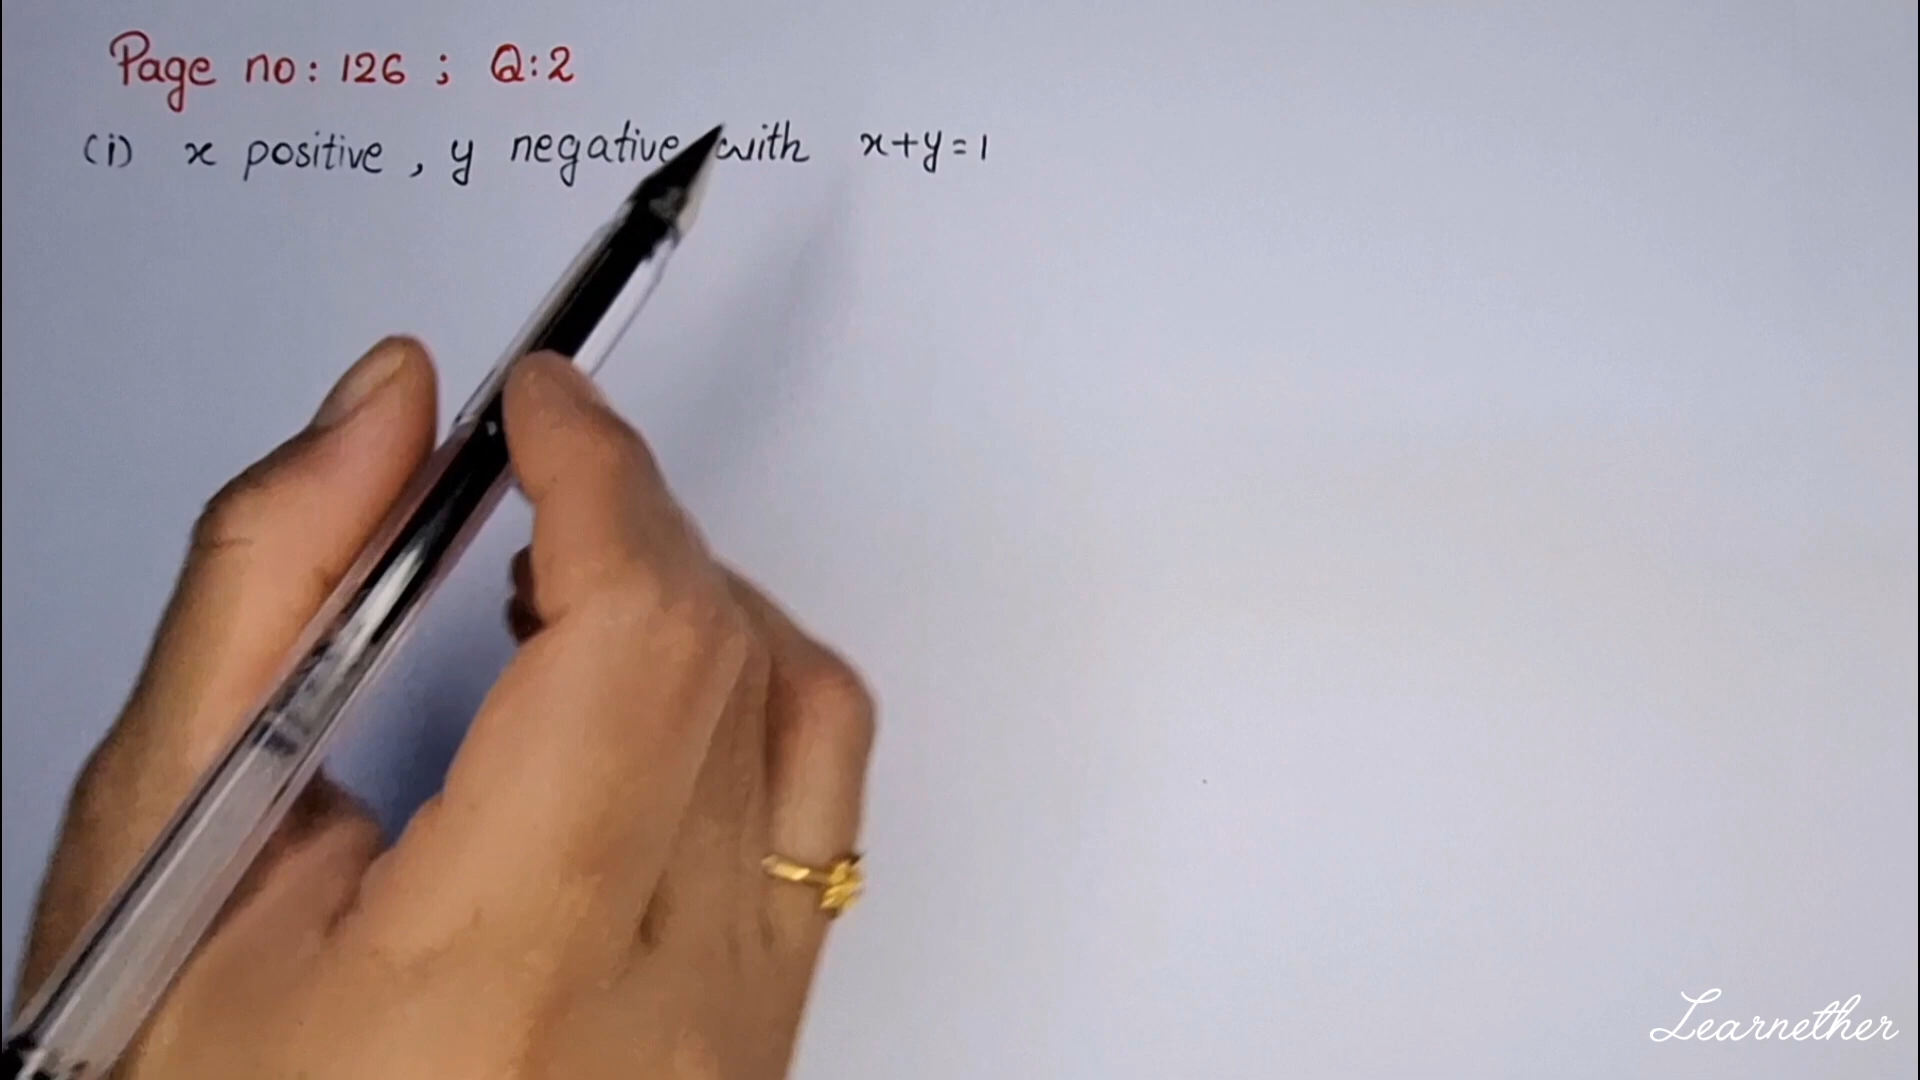 Page no: 126 ; Q:2
(i) x positive, y negative with x+y=1
Learnether